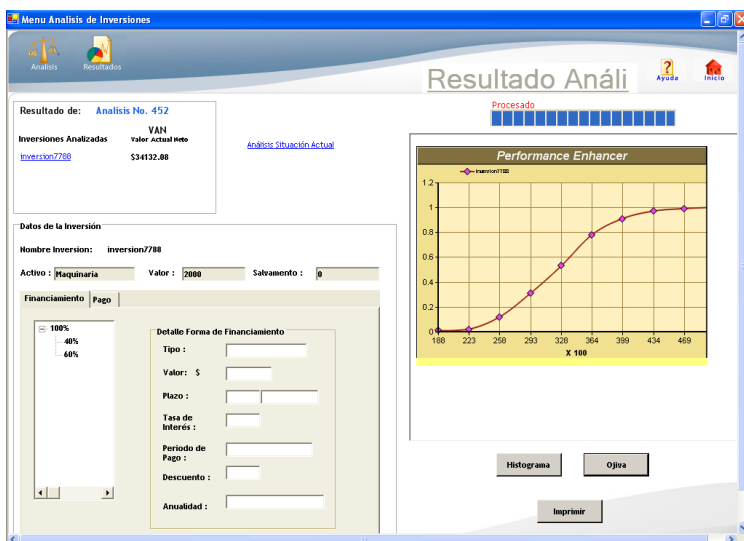 Menu Analisis de Inversiones
Analisis
Resultados
Resultado Análi
Ayuda
Inicio
Resultado de: Analisis No. 452
Inversiones Analizadas
VAN
Valor Actual Neto
inversion7788
$34132.08
Análisis Situación Actual
Procesado
Performance Enhancer
inversion7788
1.2
1
0.8
0.6
0.4
0.2
0
188 223 258 293 328 364 399 434 469
X 100
Datos de la Inversión
Nombre Inversion: inversion7788
Activo : Maquinaria Valor : 2000 Salvamento : 0
Financiamiento Pago
100%
40%
60%
Detalle Forma de Financiamiento
Tipo :
Valor: $
Plazo :
Tasa de
Interés :
Periodo de
Pago :
Descuento :
Anualidad :
Histograma
Ojiva
Imprimir